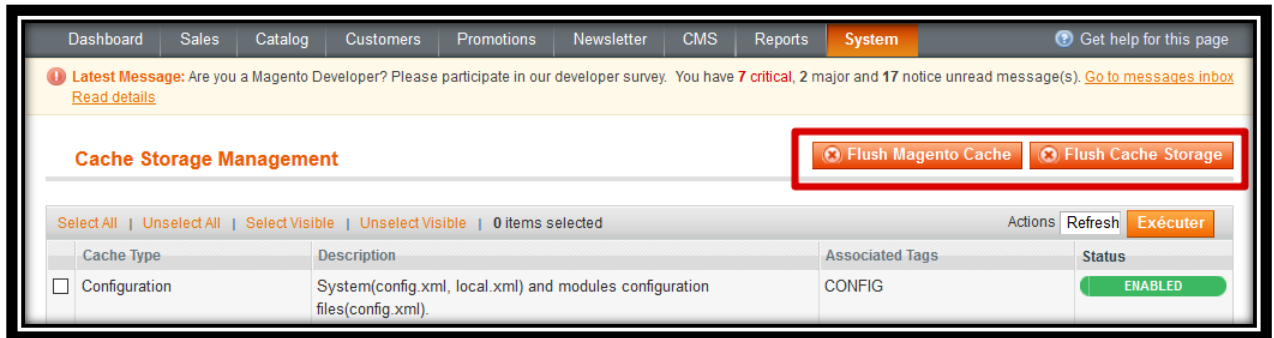 Dashboard Sales Catalog Customers Promotions Newsletter CMS Reports System Get help for this page
Latest Message: Are you a Magento Developer? Please participate in our developer survey. You have 7 critical, 2 major and 17 notice unread message(s). Go to messages inbox
Read details
Cache Storage Management Flush Magento Cache Flush Cache Storage
Select All | Unselect All | Select Visible | Unselect Visible | 0 items selected Actions Refresh Exécuter
Cache Type Description Associated Tags Status
Configuration System(config.xml, local.xml) and modules configuration CONFIG ENABLED
files(config.xml).